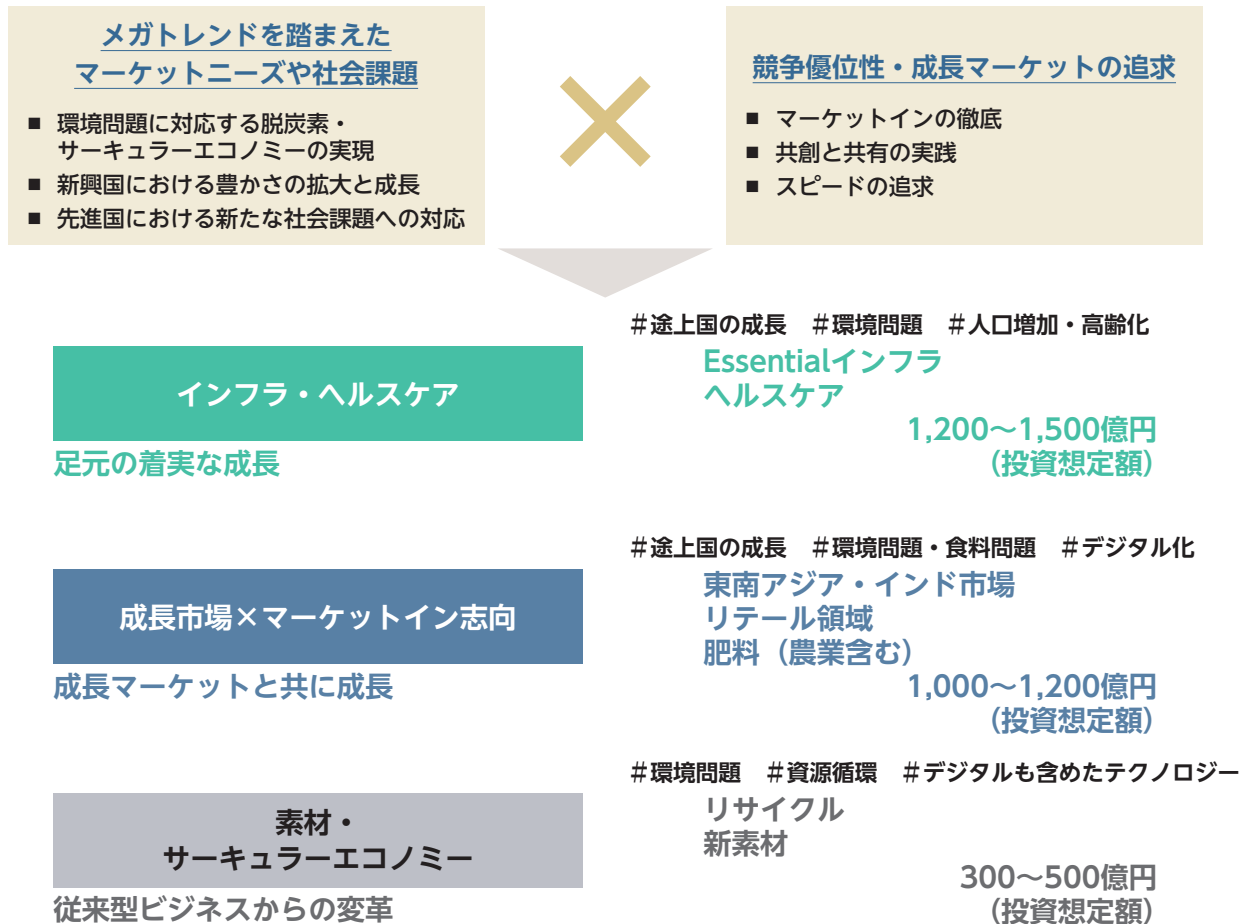 メガトレンドを踏まえた
マーケットニーズや社会課題
■ 環境問題に対応する脱炭素・
サーキュラーエコノミーの実現
■ 新興国における豊かさの拡大と成長
■ 先進国における新たな社会課題への対応
×
競争優位性・成長マーケットの追求
■ マーケットインの徹底
■ 共創と共有の実践
■ スピードの追求
インフラ・ヘルスケア
足元の着実な成長
#途上国の成長 #環境問題 #人口増加・高齢化
Essentialインフラ
ヘルスケア
1,200～1,500億円
(投資想定額)
成長市場×マーケットイン志向
成長マーケットと共に成長
#途上国の成長 #環境問題・食料問題 #デジタル化
東南アジア・インド市場
リテール領域
肥料（農業含む）
1,000～1,200億円
(投資想定額)
素材・
サーキュラーエコノミー
従来型ビジネスからの変革
#環境問題 #資源循環 #デジタルも含めたテクノロジー
リサイクル
新素材
300～500億円
(投資想定額)